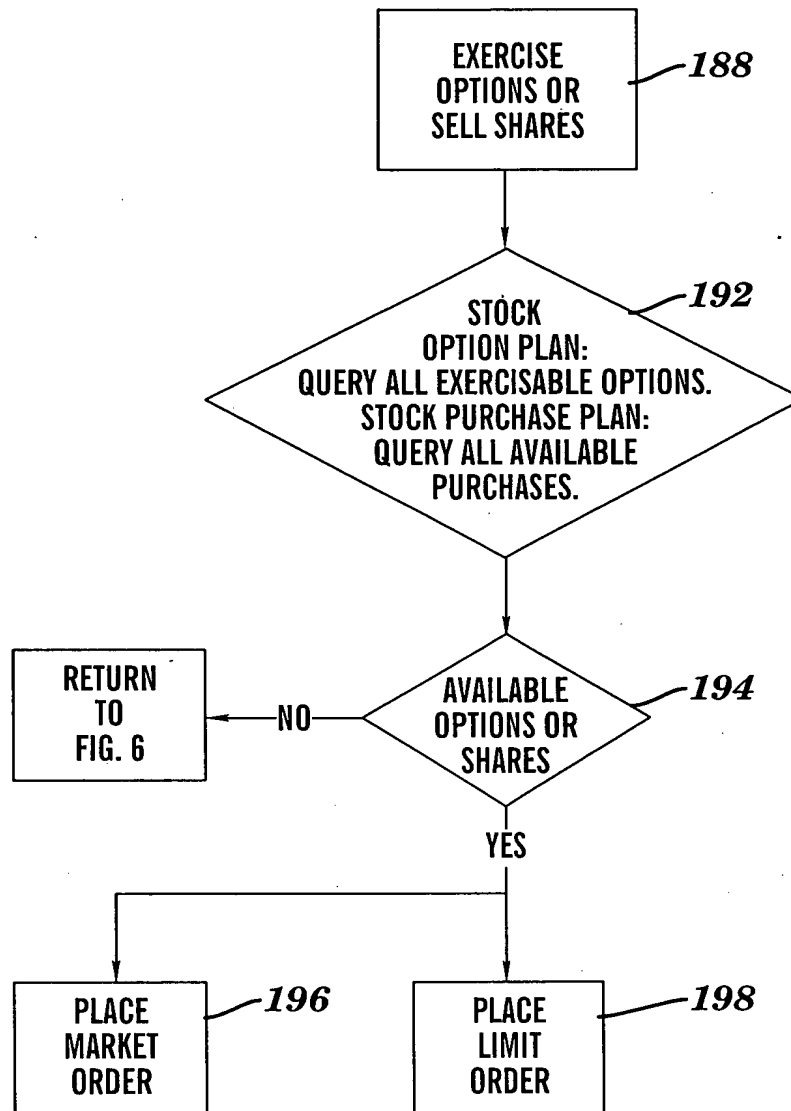 EXERCISE
OPTIONS OR
SELL SHARES
188
192
STOCK
OPTION PLAN:
QUERY ALL EXERCISABLE OPTIONS.
STOCK PURCHASE PLAN:
QUERY ALL AVAILABLE
PURCHASES.
194
AVAILABLE
OPTIONS OR
SHARES
NO
RETURN
TO
FIG. 6
YES
PLACE
MARKET
ORDER
196
PLACE
LIMIT
ORDER
198